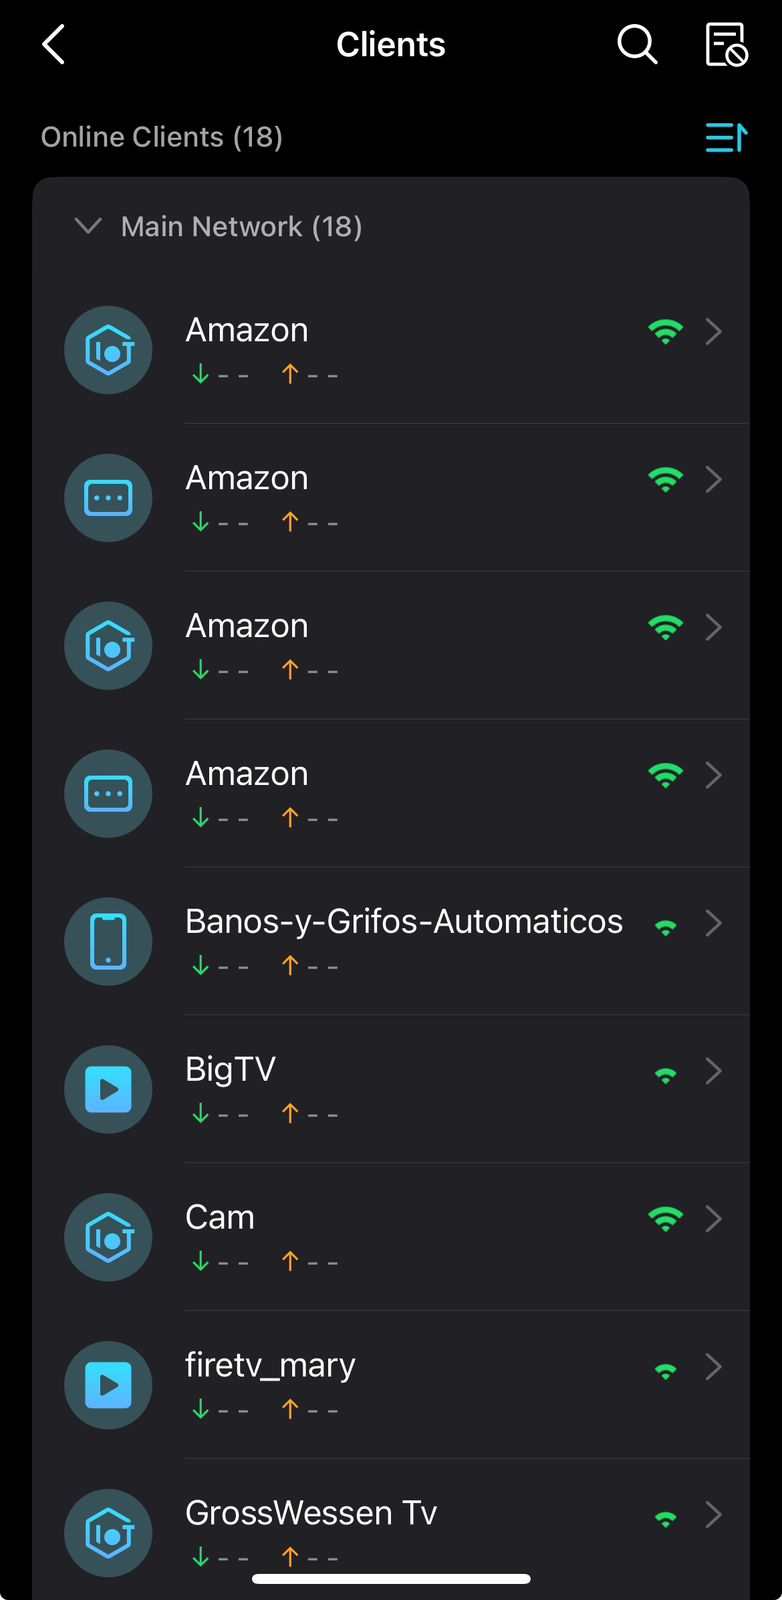 Clients
Online Clients (18)
Main Network (18)
Amazon
↓-- ↑--
Amazon
↓-- ↑--
Amazon
↓-- ↑--
Amazon
↓-- ↑--
Banos-y-Grifos-Automaticos
↓-- ↑--
BigTV
↓-- ↑--
Cam
↓-- ↑--
firetv_mary
↓-- ↑--
GrossWessen Tv
↓-- ↑--